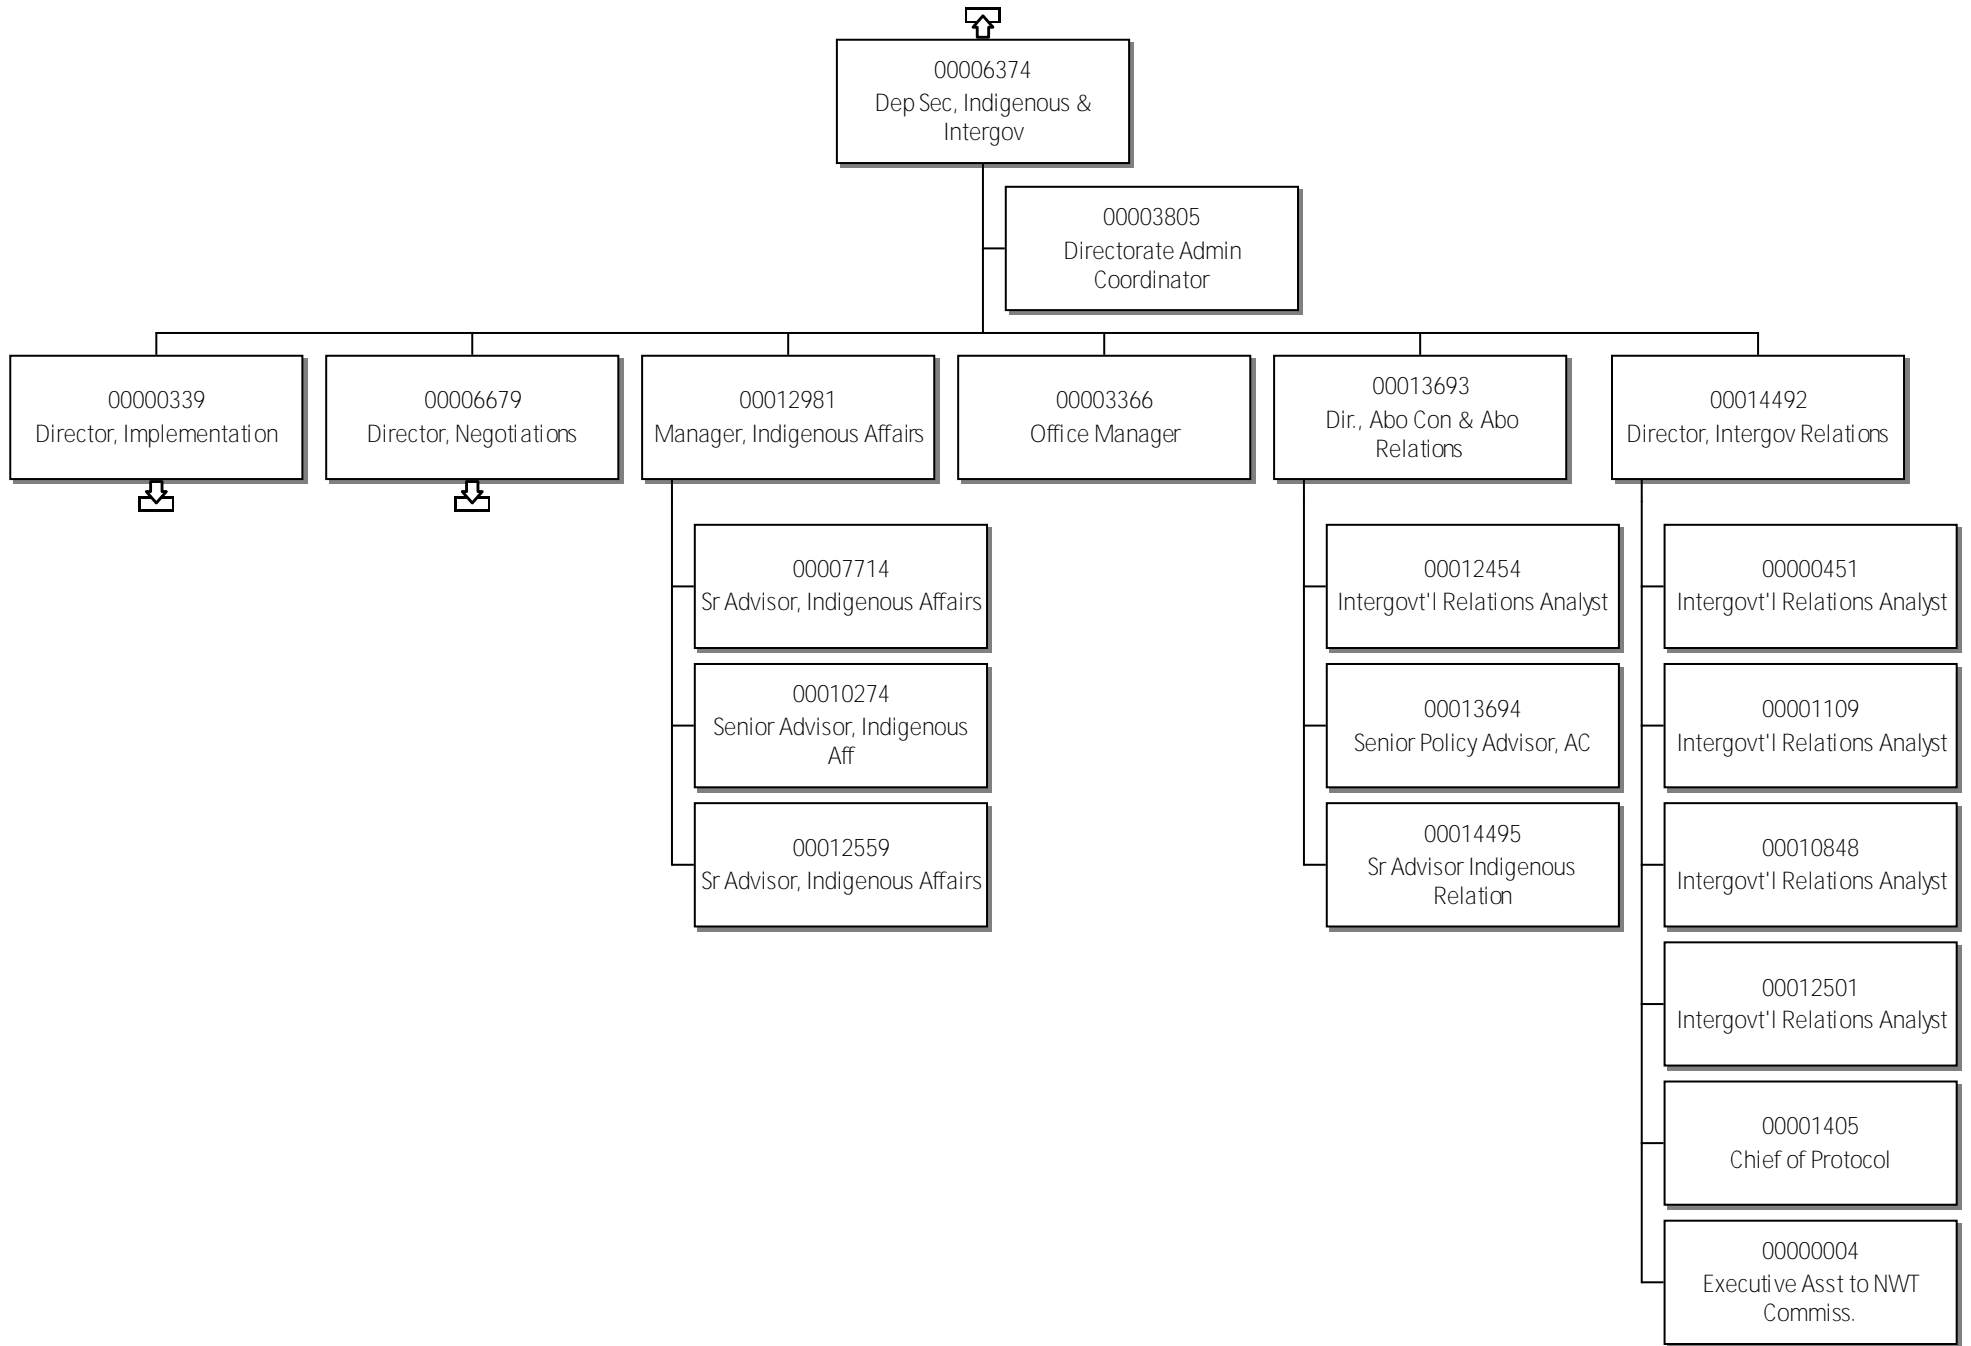 00006374
Dep Sec, Indigenous &
Intergov
00003805
Directorate Admin
Coordinator
00000339
Director, Implementation
00006679
Director, Negotiations
00012981
Manager, Indigenous Affairs
00003366
Office Manager
00013693
Dir., Abo Con & Abo
Relations
00014492
Director, Intergov Relations
00007714
Sr Advisor, Indigenous Affairs
00010274
Senior Advisor, Indigenous
Aff
00012559
Sr Advisor, Indigenous Affairs
00012454
Intergovt'l Relations Analyst
00013694
Senior Policy Advisor, AC
00014495
Sr Advisor Indigenous
Relation
00000451
Intergovt'l Relations Analyst
00001109
Intergovt'l Relations Analyst
00010848
Intergovt'l Relations Analyst
00012501
Intergovt'l Relations Analyst
00001405
Chief of Protocol
00000004
Executive Asst to NWT
Commiss.